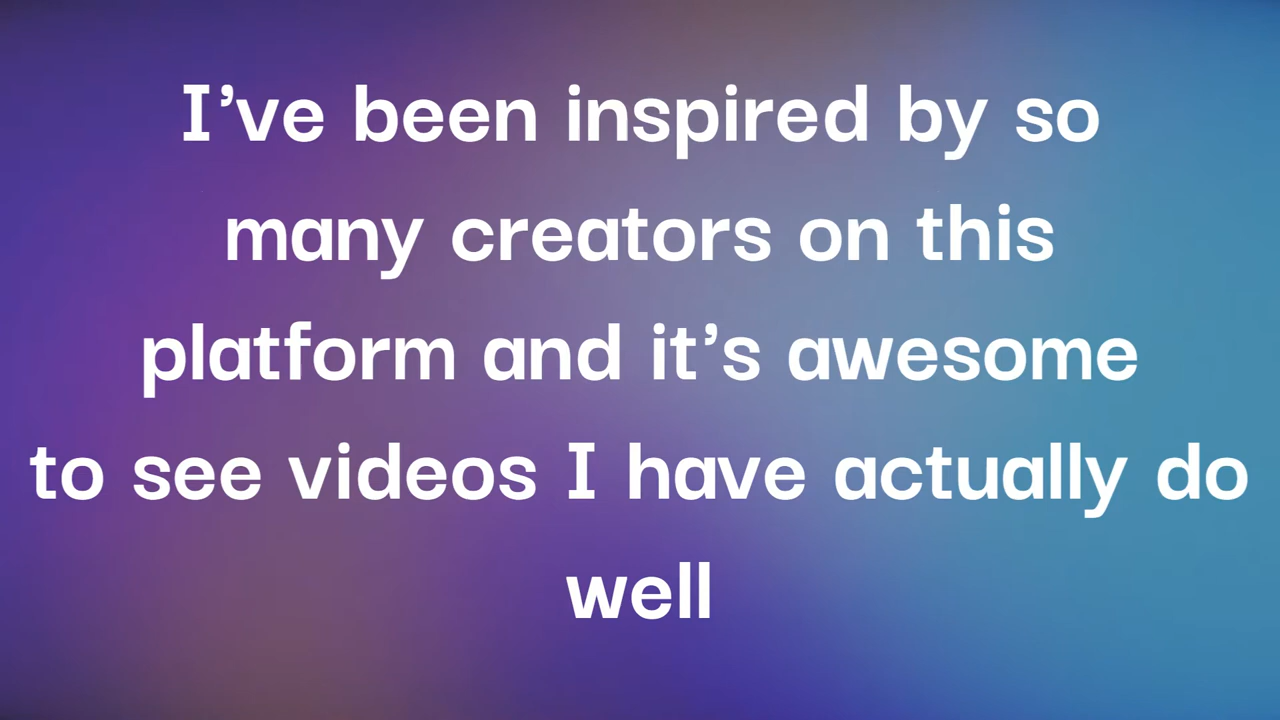 I’ve been inspired by so
many creators on this
platform and it’s awesome
to see videos I have actually do
well